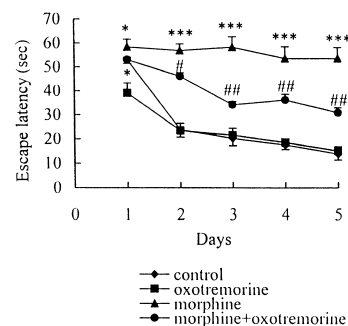 70
60
50
40
30
20
10
0
Escape latency (sec)
* *** *** *** ***
* # ## ## ##
0 1 2 3 4 5
Days
control
oxotremorine
morphine
morphine+oxotremorine